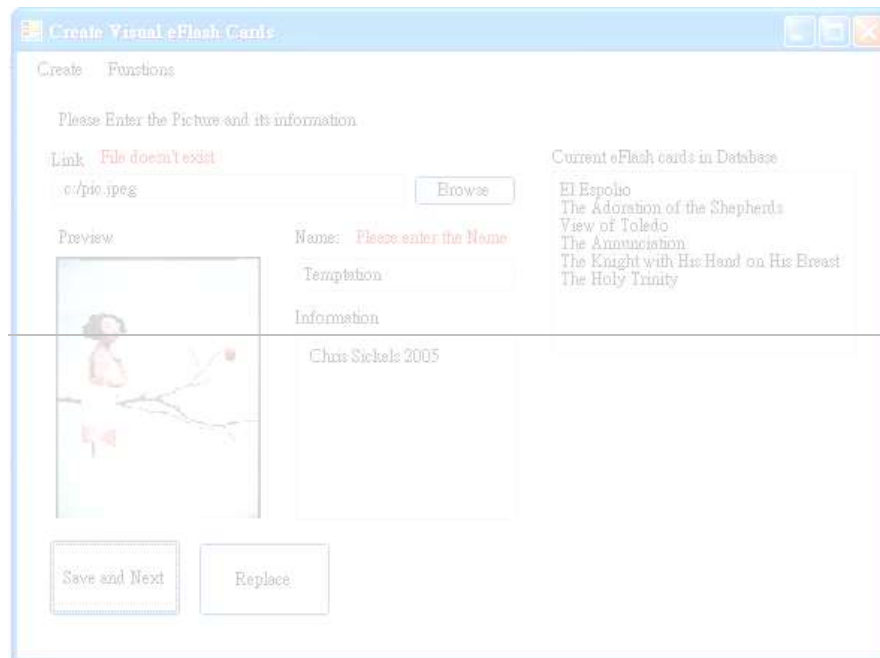 Create Visual eFlash Cards
Create Funstions
Please Enter the Picture and its information
Link File doesn't exist
c:/pic.jpeg
Browse
Preview
Name: Please enter the Name
Temptation
Information
Chris Sickels 2005
Save and Next
Replace
Current eFlash cards in Database
El Espolio
The Adoration of the Shepherds
View of Toledo
The Annunciation
The Knight with His Hand on His Breast
The Holy Trinity